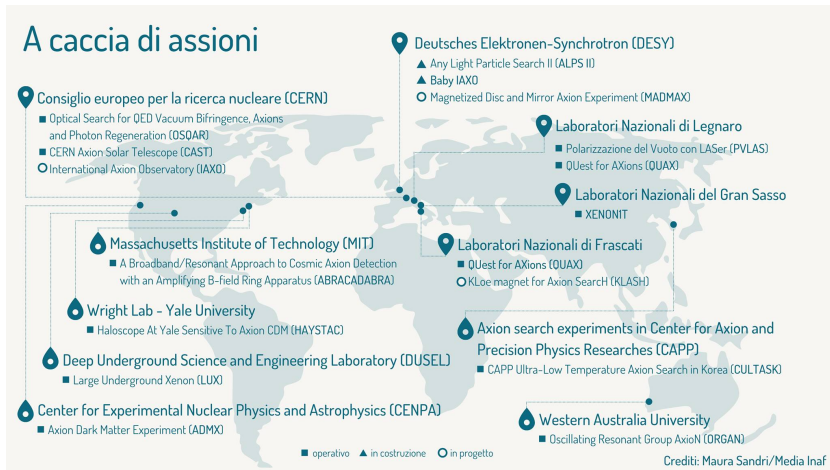 A caccia di assioni
Deutsches Elektronen-Synchrotron (DESY)
Any Light Particle Search II (ALPS II)
Baby IAXO
Magnetized Disc and Mirror Axion Experiment (MADMAX)
Consiglio europeo per la ricerca nucleare (CERN)
Optical Search for QED Vacuum Bifringence, Axions
and Photon Regeneration (OSQAR)
CERN Axion Solar Telescope (CAST)
International Axion Observatory (IAXO)
Laboratori Nazionali di Legnaro
Polarizzazione del Vuoto con LASer (PVLAS)
QUest for AXions (QUAX)
Laboratori Nazionali del Gran Sasso
XENON1T
Massachusetts Institute of Technology (MIT)
A Broadband/Resonant Approach to Cosmic Axion Detection
with an Amplifying B-field Ring Apparatus (ABRACADABRA)
Laboratori Nazionali di Frascati
QUest for AXions (QUAX)
KLoe magnet for Axion SearcH (KLASH)
Wright Lab - Yale University
Haloscope At Yale Sensitive To Axion CDM (HAYSTAC)
Axion search experiments in Center for Axion and
Precision Physics Researches (CAPP)
CAPP Ultra-Low Temperature Axion Search in Korea (CULTASK)
Deep Underground Science and Engineering Laboratory (DUSEL)
Large Underground Xenon (LUX)
Center for Experimental Nuclear Physics and Astrophysics (CENPA)
Axion Dark Matter Experiment (ADMX)
Western Australia University
Oscillating Resonant Group AxioN (ORGAN)
operativo in costruzione in progetto
Crediti: Maura Sandri/Media Inaf